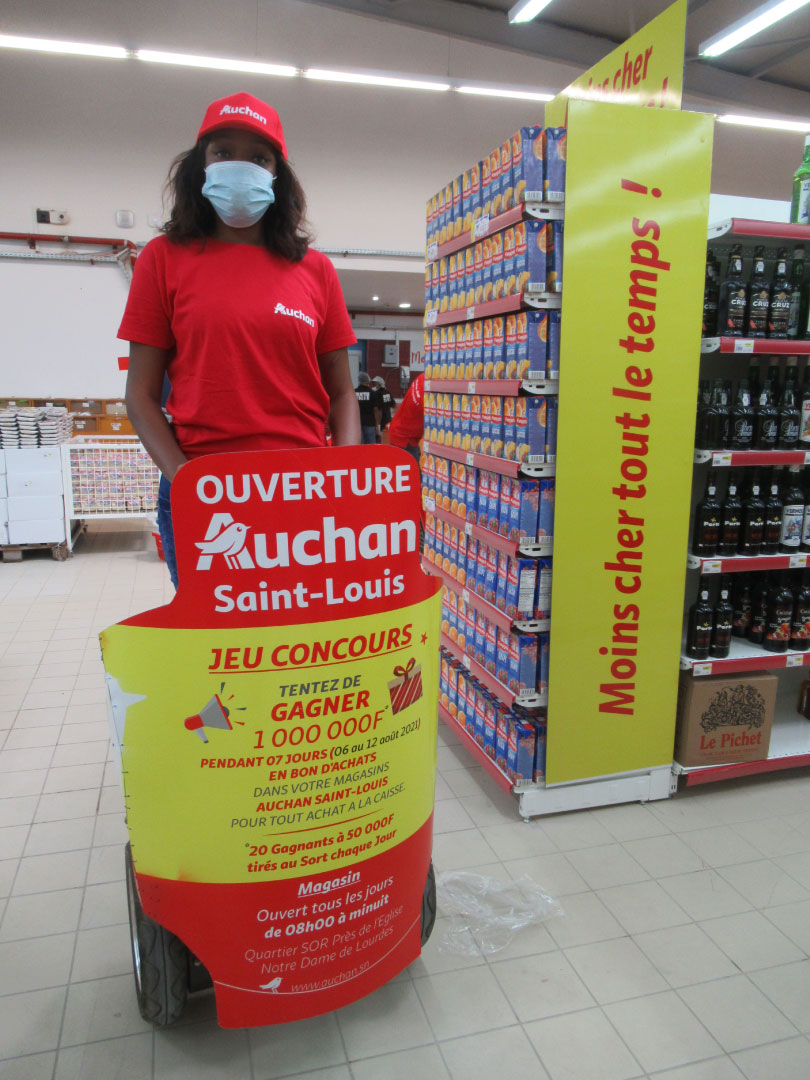 Auchan
Auchan
OUVERTURE
Auchan
Saint-Louis
JEU CONCOURS
TENTEZ DE
GAGNER
1 000 000F*
PENDANT 07 JOURS (06 au 12 août 2021)
EN BON D'ACHATS
DANS VOTRE MAGASINS
AUCHAN SAINT-LOUIS
POUR TOUT ACHAT A LA CAISSE.
*20 Gagnants à 50 000F
tirés au Sort chaque Jour
Magasin
Ouvert tous les jours
de 08h00 à minuit
Quartier SOR Près de l'Eglise
Notre Dame de Lourdes
www.auchan.sn
Moins cher tout le temps !
cher
CRUZ
CRUZ
Porto
Porto
Le Pichet